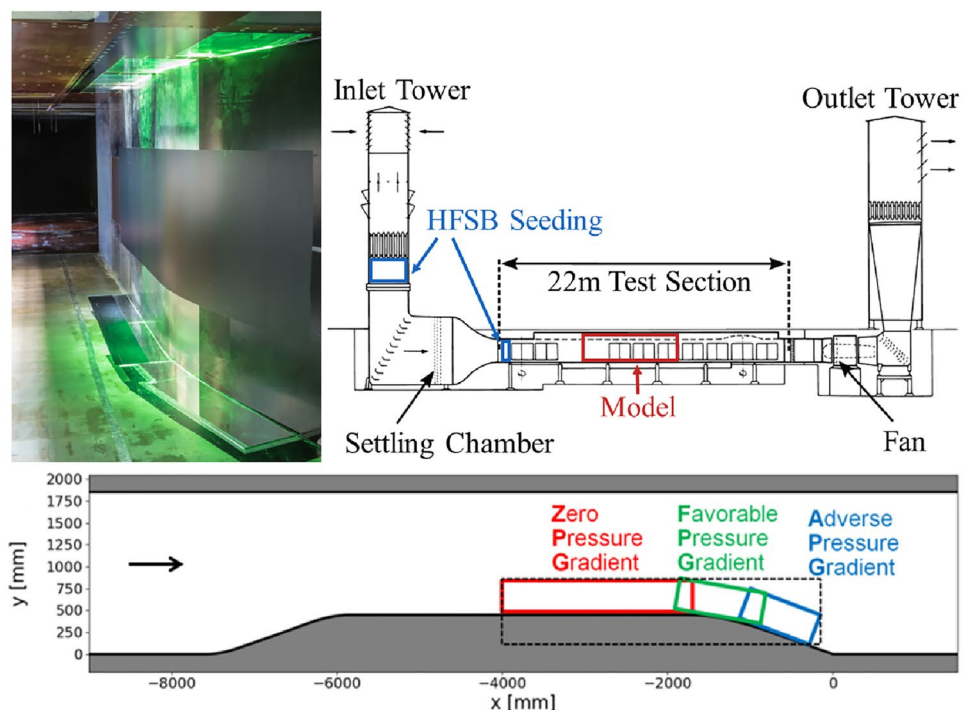 Inlet Tower
Outlet Tower
HFSB Seeding
22m Test Section
Model
Settling Chamber
Fan
2000
1750
1500
1250
1000
750
500
250
0
y [mm]
Zero
Pressure
Gradient
Favorable
Pressure
Gradient
Adverse
Pressure
Gradient
−8000
−6000
−4000
−2000
0
x [mm]